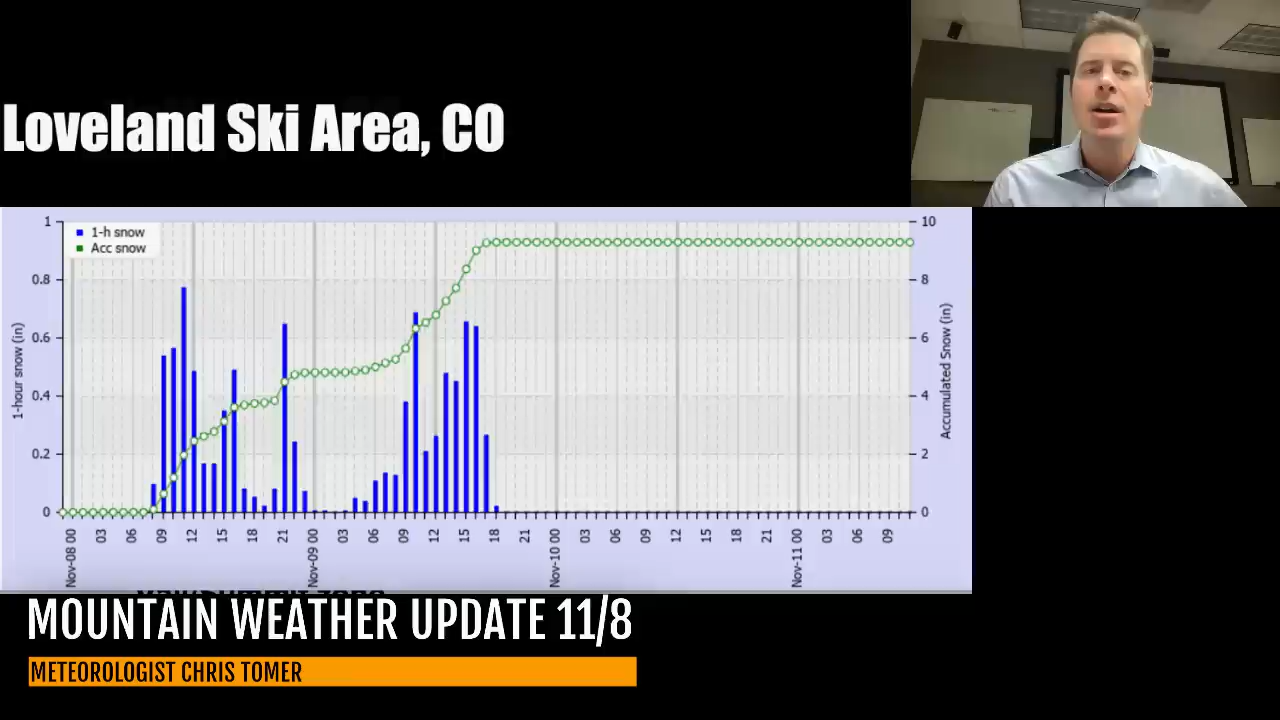 Loveland Ski Area, CO
1-h snow
Acc snow
1
0.8
0.6
0.4
0.2
0
1-hour snow (in)
10
8
6
4
2
0
Accumulated Snow (in)
Nov-08 00 03 06 09 12 15 18 21 Nov-09 00 03 06 09 12 15 18 21 Nov-10 00 03 06 09 12 15 18 21 Nov-11 00 03 06 09
MOUNTAIN WEATHER UPDATE 11/8
METEOROLOGIST CHRIS TOMER